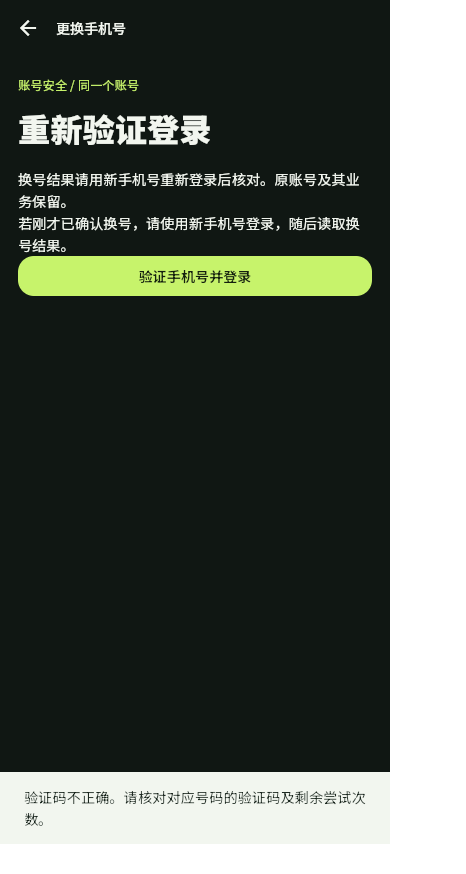 更换手机号
账号安全 / 同一个账号
重新验证登录
换号结果请用新手机号重新登录后核对。原账号及其业
务保留。
若刚才已确认换号，请使用新手机号登录，随后读取换
号结果。
验证手机号并登录
验证码不正确。请核对对应号码的验证码及剩余尝试次
数。